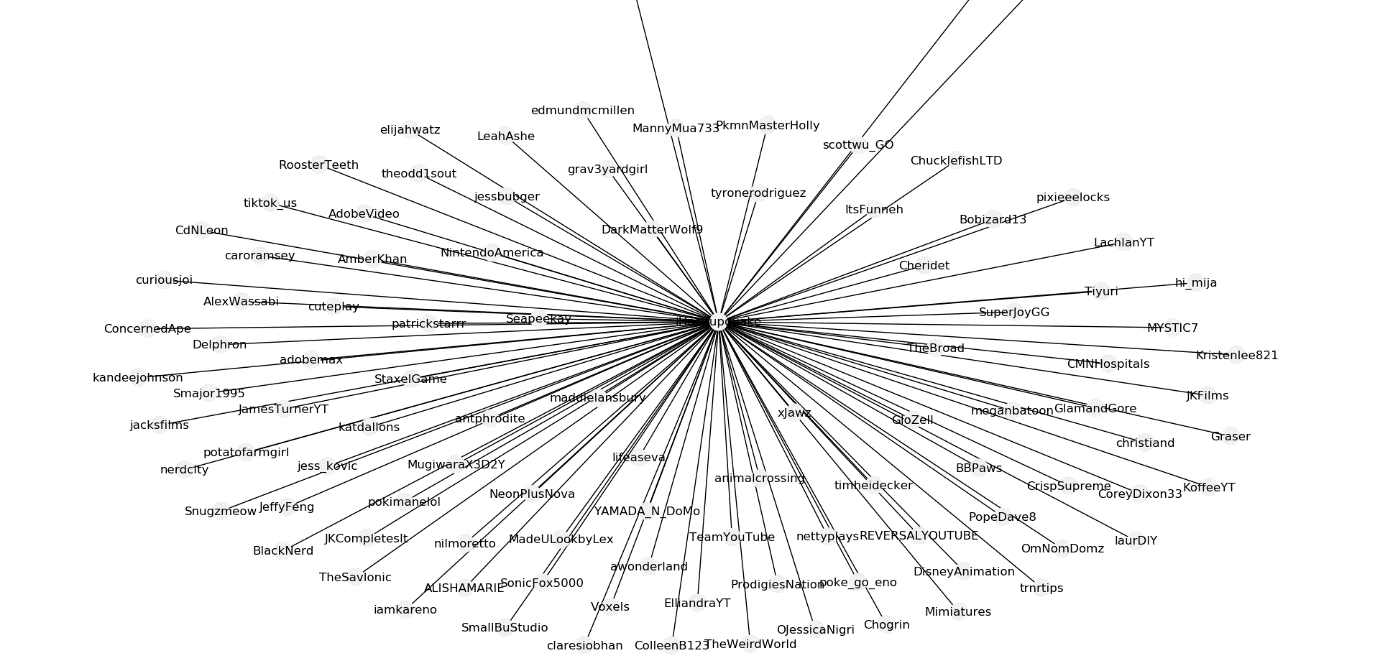 edmundmcmillen
PkmnMasterHolly
MannyMua733
elijahwatz
LeahAshe
scottwu_GO
ChucklefishLTD
RoosterTeeth
grav3yardgirl
theodd1sout
tyronerodriguez
jessbubger
pixieeelocks
tiktok_us
ItsFunneh
AdobeVideo
Bobizard13
CdNLeon
DarkMatterWolf9
LachlanYT
NintendoAmerica
caroramsey
AmberKhan
Cheridet
curiousjoi
hi_mija
Tiyuri
AlexWassabi
cuteplay
SuperJoyGG
Seapeekay
patrickstarrr
ConcernedApe
MYSTIC7
Delphron
TheBroad
Kristenlee821
adobemax
CMNHospitals
kandeejohnson
StaxelGame
Smajor1995
JKFilms
maddielansbury
JamesTurnerYT
GlamandGore
meganbatoon
xJawz
antphrodite
GloZell
jacksfilms
katdallons
Graser
christiand
potatofarmgirl
lifeaseva
MugiwaraX3D2Y
jess_kovic
BBPaws
nerdcity
animalcrossing
timheidecker
CrispSupreme
KoffeeYT
NeonPlusNova
CoreyDixon33
pokimanelol
JeffyFeng
Snugzmeow
YAMADA_N_DoMo
PopeDave8
REVERSALYOUTUBE
nettyplays
TeamYouTube
JKCompletesIt
MadeULookbyLex
laurDIY
nilmoretto
OmNomDomz
BlackNerd
awonderland
DisneyAnimation
TheSavionic
poke_go_eno
SonicFox5000
ProdigiesNation
ALISHAMARIE
trnrtips
ElliandraYT
Voxels
iamkareno
Mimiatures
Chogrin
SmallBuStudio
OJessicaNigri
TheWeirdWorld
claresiobhan
ColleenB123